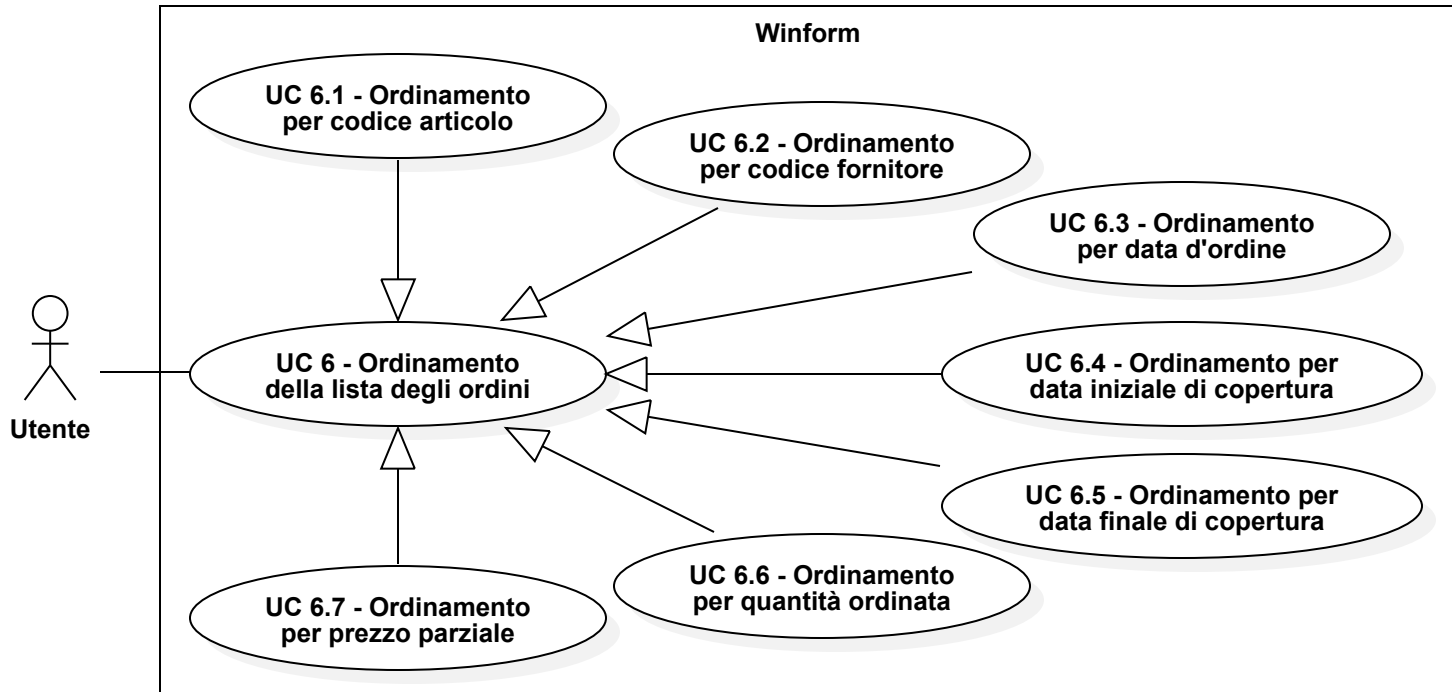 Winform
UC 6.1 - Ordinamento
per codice articolo
UC 6.2 - Ordinamento
per codice fornitore
UC 6.3 - Ordinamento
per data d'ordine
UC 6 - Ordinamento
della lista degli ordini
UC 6.4 - Ordinamento per
data iniziale di copertura
Utente
UC 6.5 - Ordinamento per
data finale di copertura
UC 6.6 - Ordinamento
per quantità ordinata
UC 6.7 - Ordinamento
per prezzo parziale